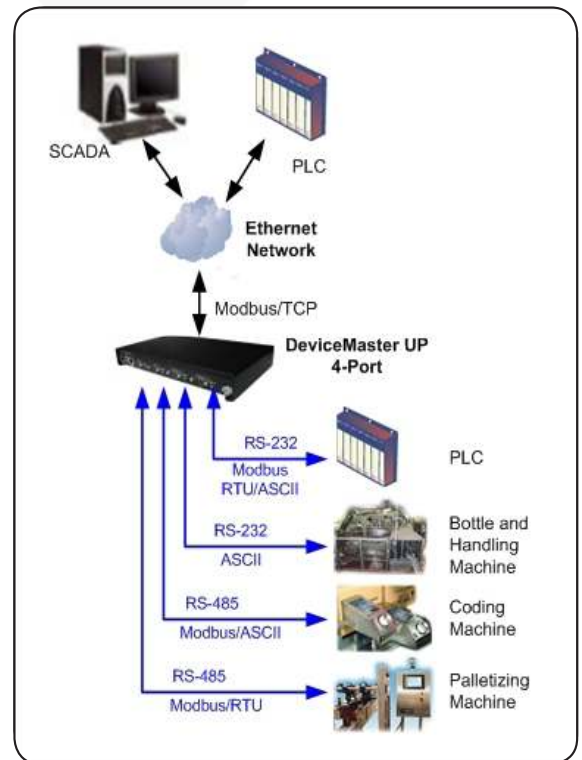 SCADA
PLC
Ethernet
Network
Modbus/TCP
DeviceMaster UP
4-Port
RS-232
Modbus
RTU/ASCII
PLC
RS-232
ASCII
Bottle and
Handling
Machine
RS-485
Modbus/ASCII
Coding
Machine
RS-485
Modbus/RTU
Palletizing
Machine